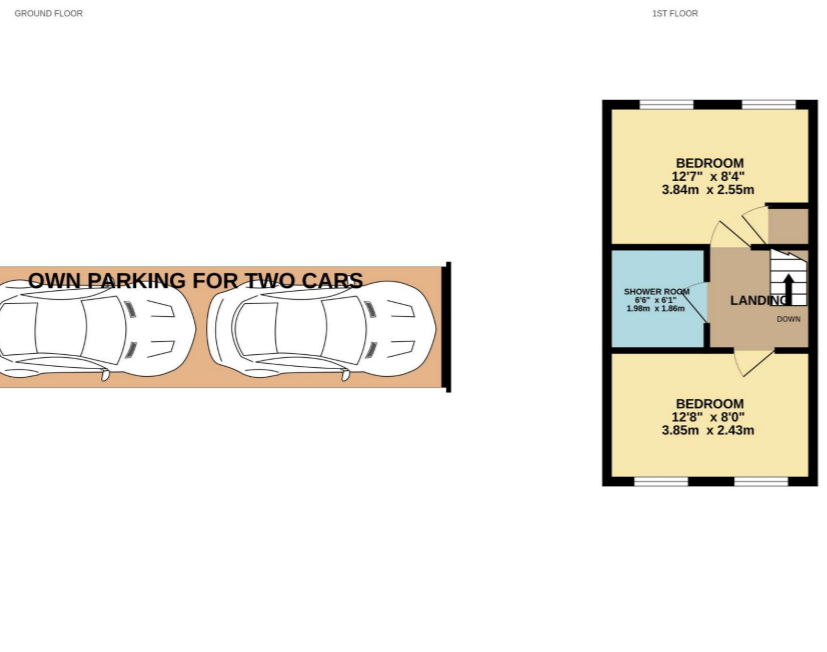 GROUND FLOOR
1ST FLOOR
OWN PARKING FOR TWO CARS
BEDROOM
12'7" x 8'4"
3.84m x 2.55m
SHOWER ROOM
6'6" x 6'1"
1.98m x 1.86m
LANDING
DOWN
BEDROOM
12'8" x 8'0"
3.85m x 2.43m